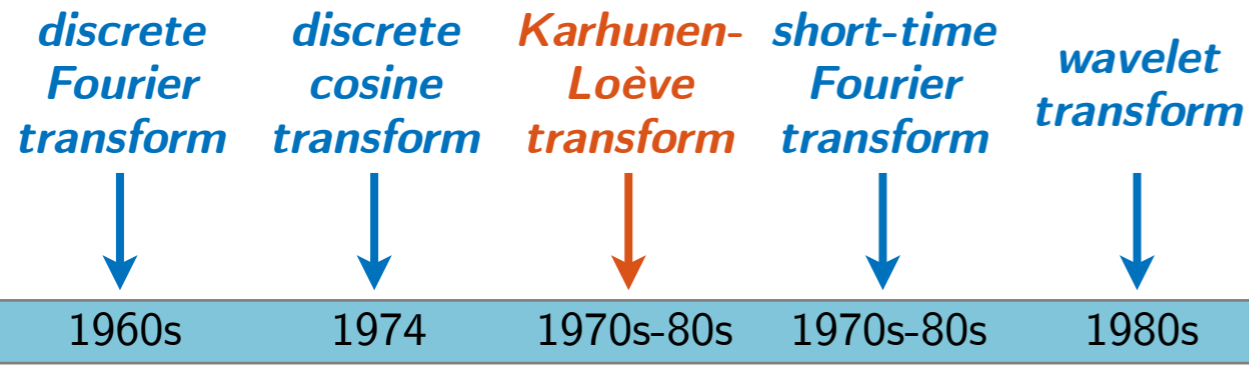 discrete
Fourier
transform
discrete
cosine
transform
Karhunen-
Loève
transform
short-time
Fourier
transform
wavelet
transform
1960s
1974
1970s-80s
1970s-80s
1980s